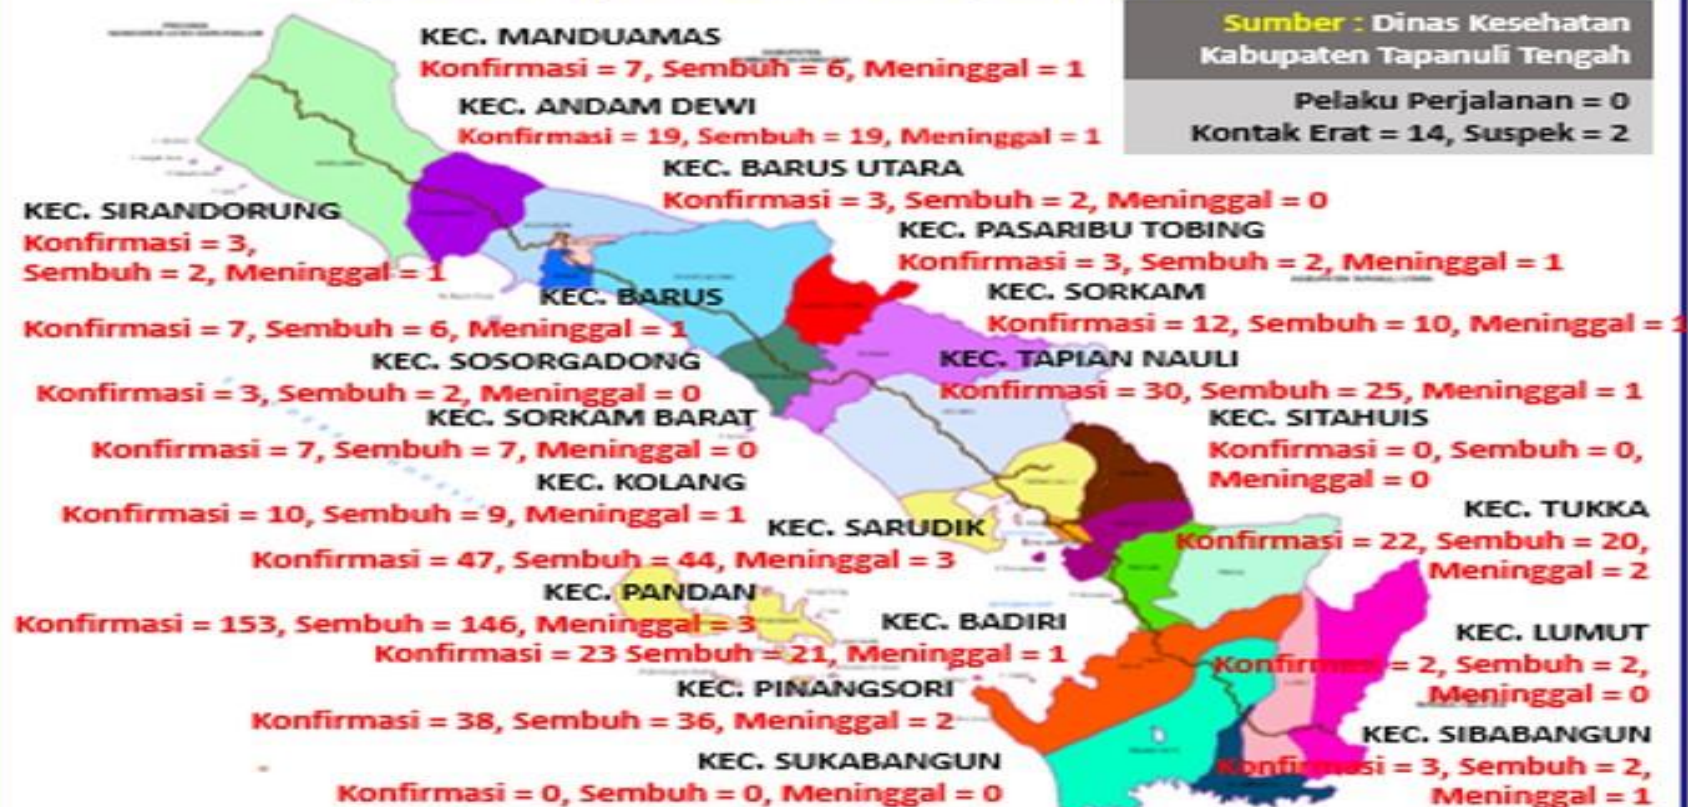 Sumber : Dinas Kesehatan
Kabupaten Tapanuli Tengah
Pelaku Perjalanan = 0
Kontak Erat = 14, Suspek = 2
KEC. MANDUAMAS
Konfirmasi = 7, Sembuh = 6, Meninggal = 1
KEC. ANDAM DEWI
Konfirmasi = 19, Sembuh = 19, Meninggal = 1
KEC. BARUS UTARA
Konfirmasi = 3, Sembuh = 2, Meninggal = 0
KEC. SIRANDORUNG
Konfirmasi = 3,
Sembuh = 2, Meninggal = 1
KEC. PASARIBU TOBING
Konfirmasi = 3, Sembuh = 2, Meninggal = 1
KEC. BARUS
Konfirmasi = 7, Sembuh = 6, Meninggal = 1
KEC. SORKAM
Konfirmasi = 12, Sembuh = 10, Meninggal = 1
KEC. SOSORGADONG
Konfirmasi = 3, Sembuh = 2, Meninggal = 0
KEC. TAPIAN NAULI
Konfirmasi = 30, Sembuh = 25, Meninggal = 1
KEC. SORKAM BARAT
Konfirmasi = 7, Sembuh = 7, Meninggal = 0
KEC. SITAHUIS
Konfirmasi = 0, Sembuh = 0,
Meninggal = 0
KEC. KOLANG
Konfirmasi = 10, Sembuh = 9, Meninggal = 1
KEC. SARUDIK
Konfirmasi = 47, Sembuh = 44, Meninggal = 3
KEC. TUKKA
Konfirmasi = 22, Sembuh = 20,
Meninggal = 2
KEC. PANDAN
Konfirmasi = 153, Sembuh = 146, Meninggal = 3
KEC. BADIRI
Konfirmasi = 23 Sembuh = 21, Meninggal = 1
KEC. LUMUT
Konfirmasi = 2, Sembuh = 2,
Meninggal = 0
KEC. PINANGSORI
Konfirmasi = 38, Sembuh = 36, Meninggal = 2
KEC. SIBABANGUN
Konfirmasi = 3, Sembuh = 2,
Meninggal = 1
KEC. SUKABANGUN
Konfirmasi = 0, Sembuh = 0, Meninggal = 0